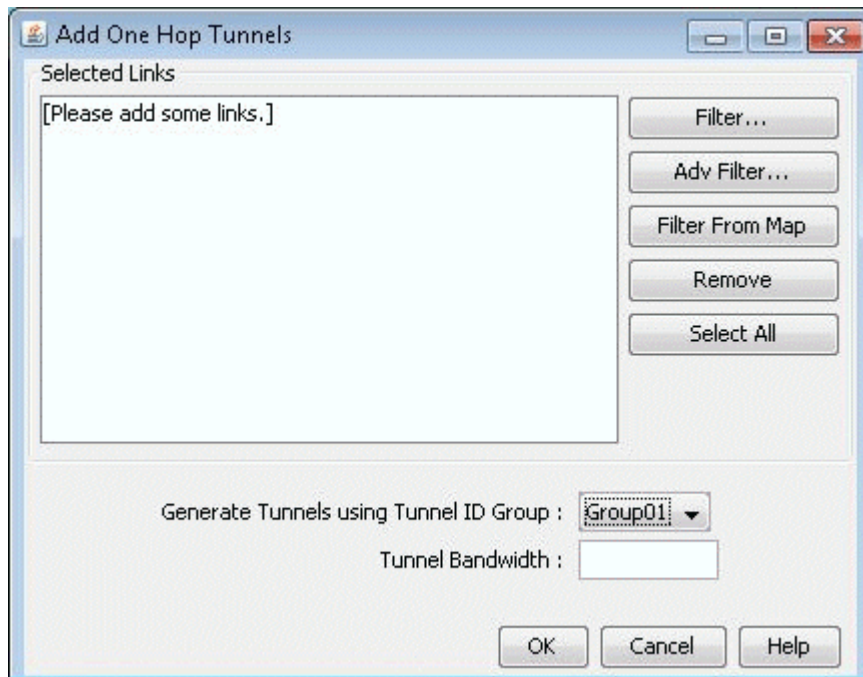 Add One Hop Tunnels
Selected Links
[Please add some links.]
Filter...
Adv Filter...
Filter From Map
Remove
Select All
Generate Tunnels using Tunnel ID Group : Group01
Tunnel Bandwidth :
OK Cancel Help